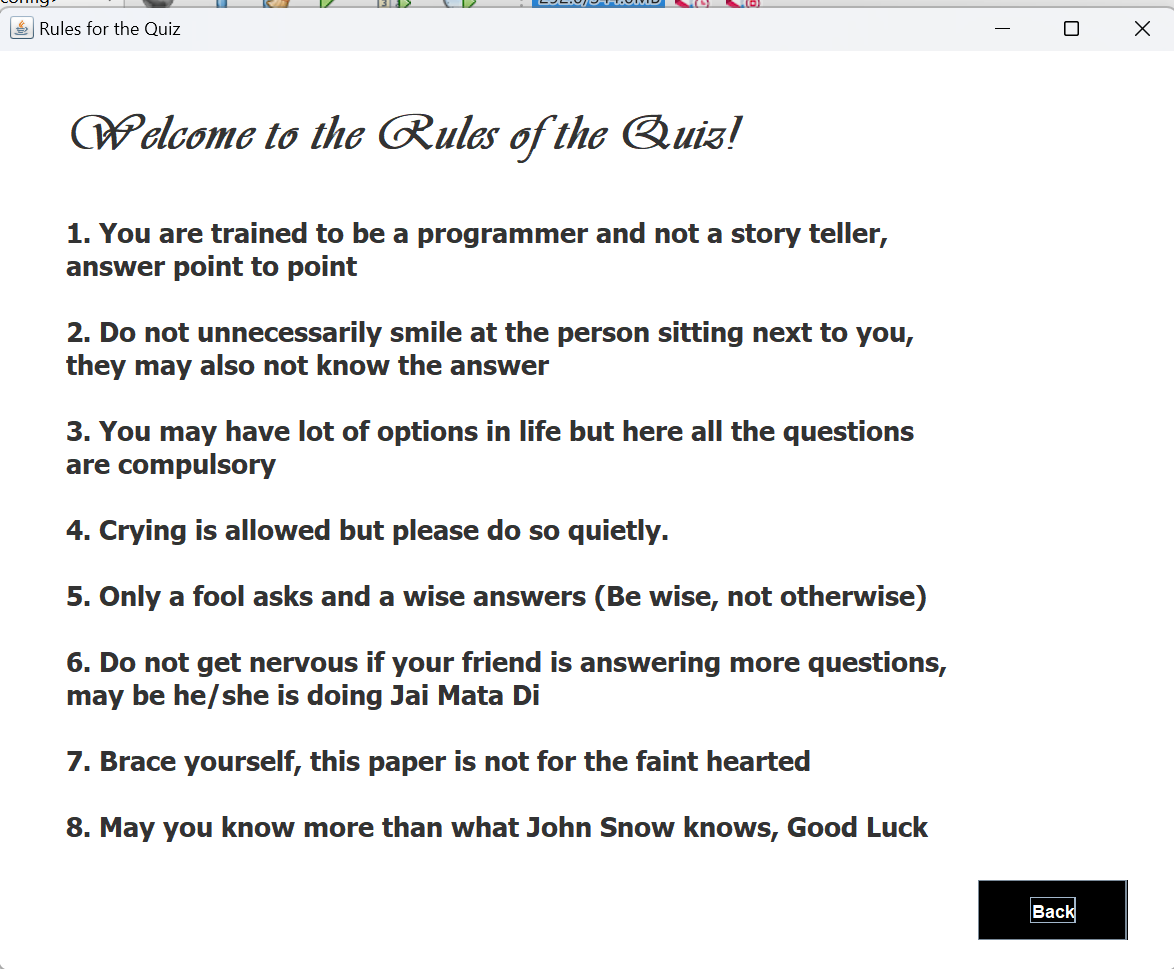 Rules for the Quiz
Welcome to the Rules of the Quiz!
1. You are trained to be a programmer and not a story teller,
answer point to point
2. Do not unnecessarily smile at the person sitting next to you,
they may also not know the answer
3. You may have lot of options in life but here all the questions
are compulsory
4. Crying is allowed but please do so quietly.
5. Only a fool asks and a wise answers (Be wise, not otherwise)
6. Do not get nervous if your friend is answering more questions,
may be he/she is doing Jai Mata Di
7. Brace yourself, this paper is not for the faint hearted
8. May you know more than what John Snow knows, Good Luck
Back